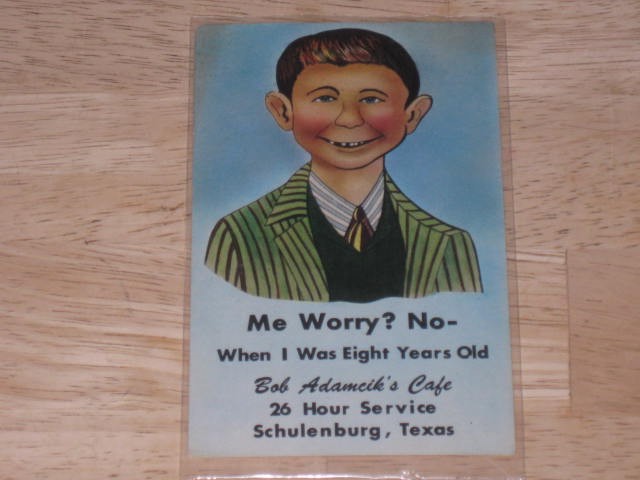 Me Worry? No-
When I Was Eight Years Old
Bob Adamcik's Cafe
26 Hour Service
Schulenburg, Texas